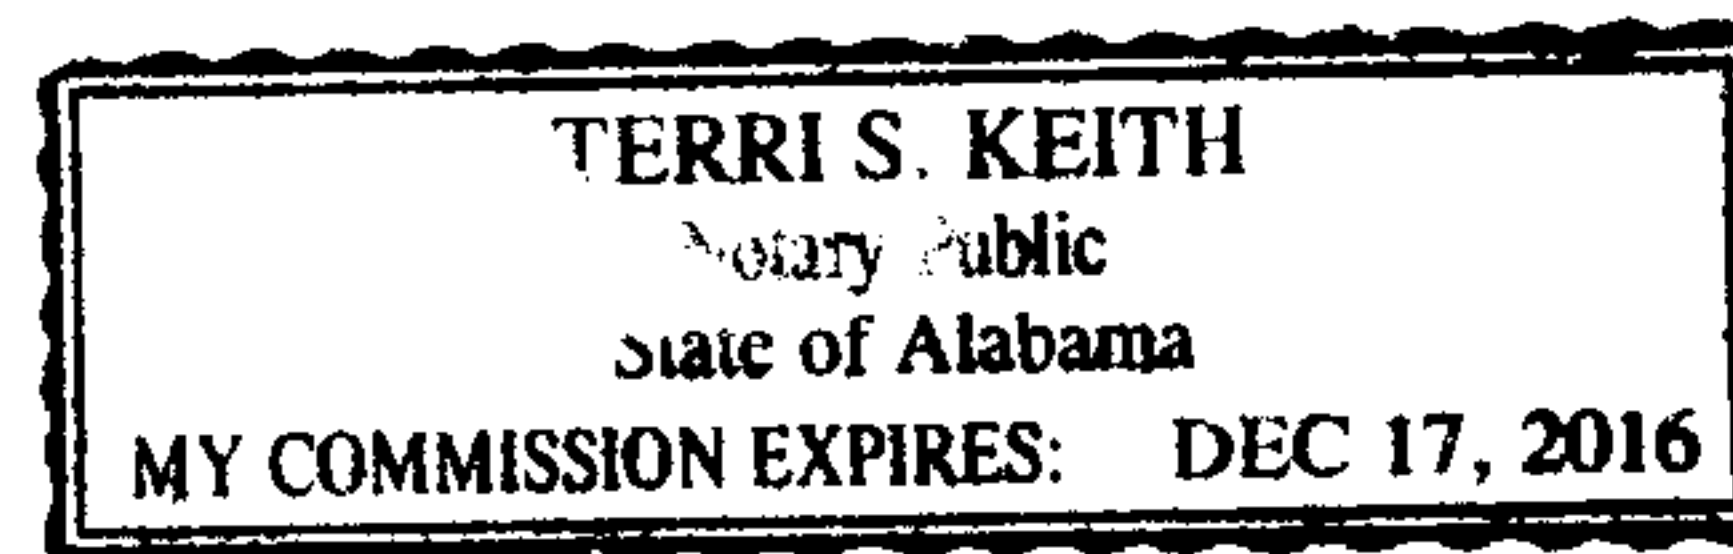 TERRI S. KEITH
Notary Public
State of Alabama
MY COMMISSION EXPIRES: DEC 17, 2016